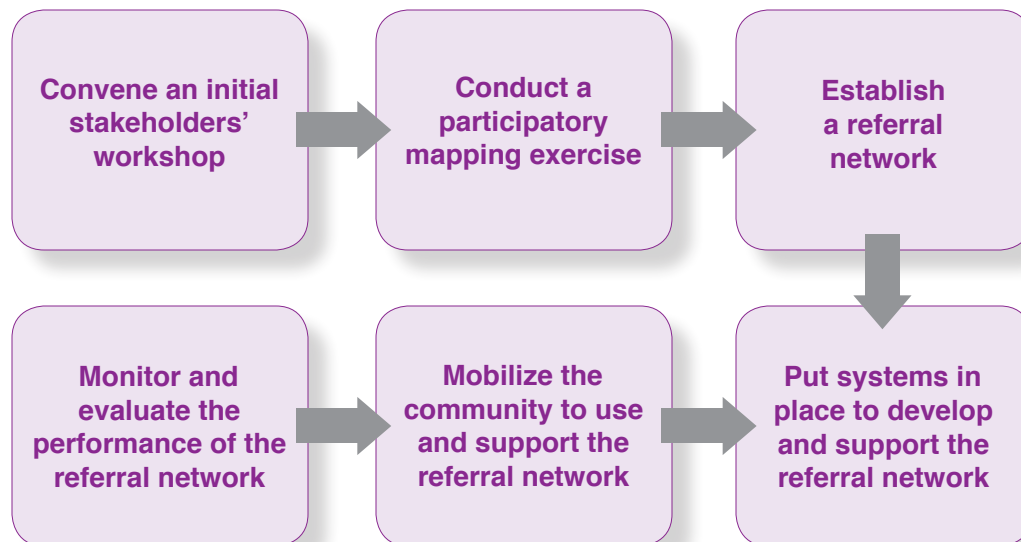 Convene an initial
stakeholders’
workshop
Conduct a
participatory
mapping exercise
Establish
a referral
network
Monitor and
evaluate the
performance of the
referral network
Mobilize the
community to use
and support the
referral network
Put systems in
place to develop
and support the
referral network